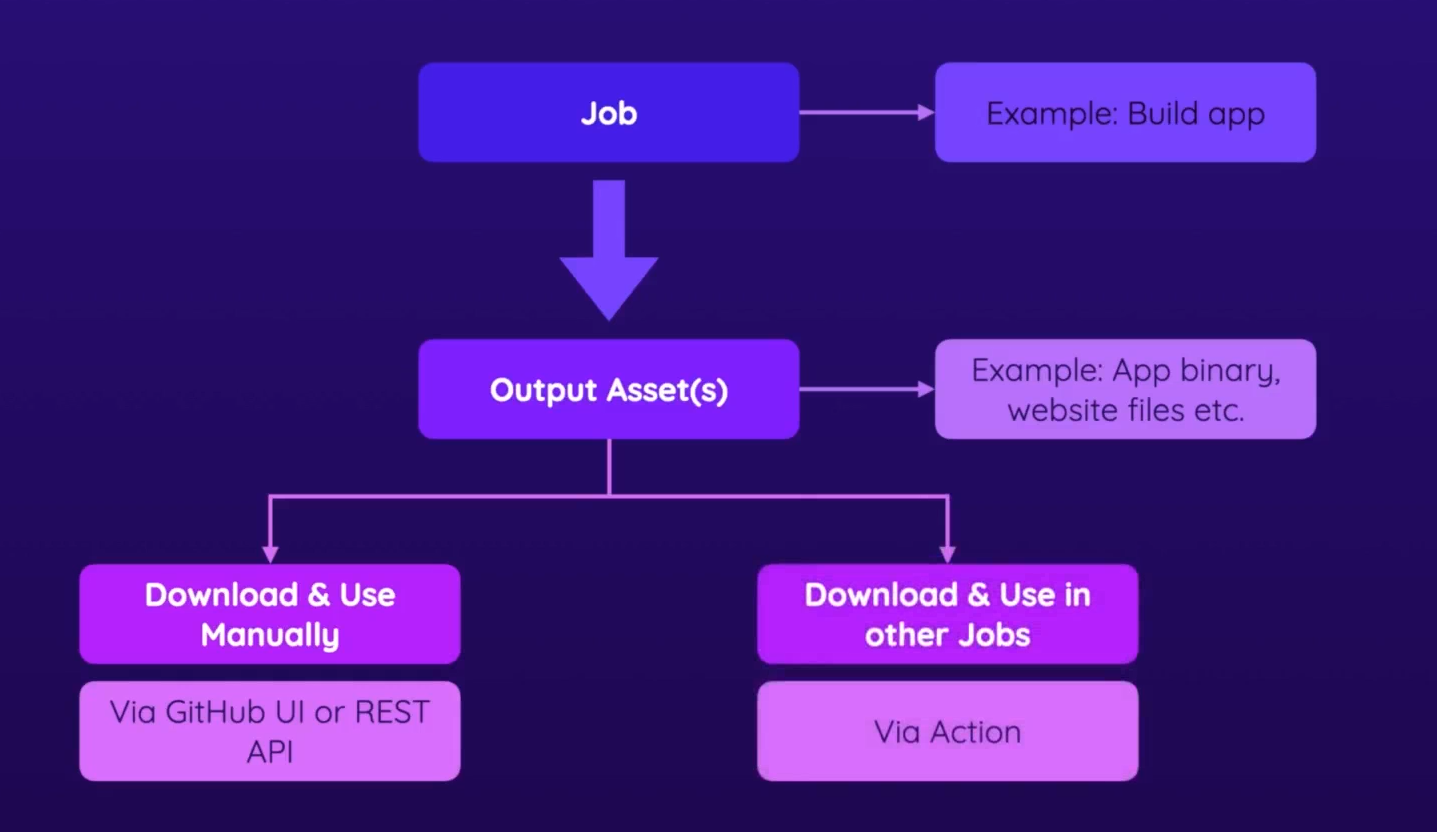 Job
Example: Build app
Output Asset(s)
Example: App binary,
website files etc.
Download & Use
Manually
Via GitHub UI or REST
API
Download & Use in
other Jobs
Via Action